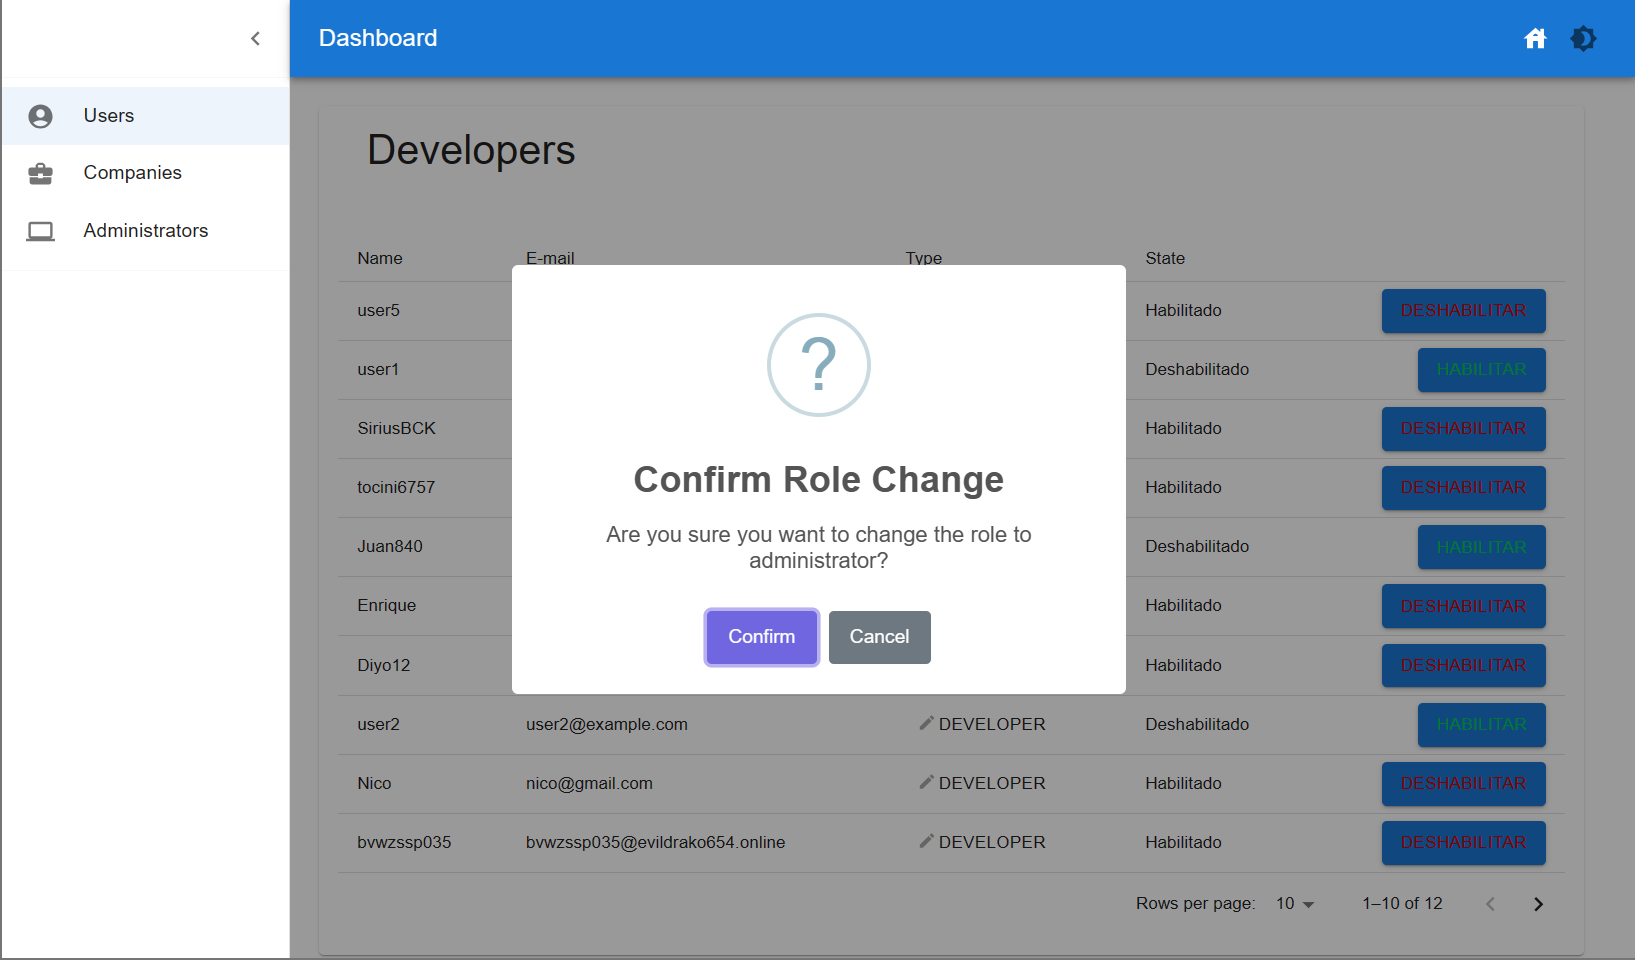 Dashboard
Users
Companies
Administrators
Developers
Name E-mail Type State
user5 Habilitado DESHABILITAR
user1 Deshabilitado HABILITAR
SiriusBCK Habilitado DESHABILITAR
tocini6757 Habilitado DESHABILITAR
Juan840 Deshabilitado HABILITAR
Enrique Habilitado DESHABILITAR
Diyo12 Habilitado DESHABILITAR
user2 user2@example.com DEVELOPER Deshabilitado HABILITAR
Nico nico@gmail.com DEVELOPER Habilitado DESHABILITAR
bvwzssp035 bvwzssp035@evildrako654.online DEVELOPER Habilitado DESHABILITAR
Rows per page: 10 1–10 of 12
?
Confirm Role Change
Are you sure you want to change the role to
administrator?
Confirm Cancel